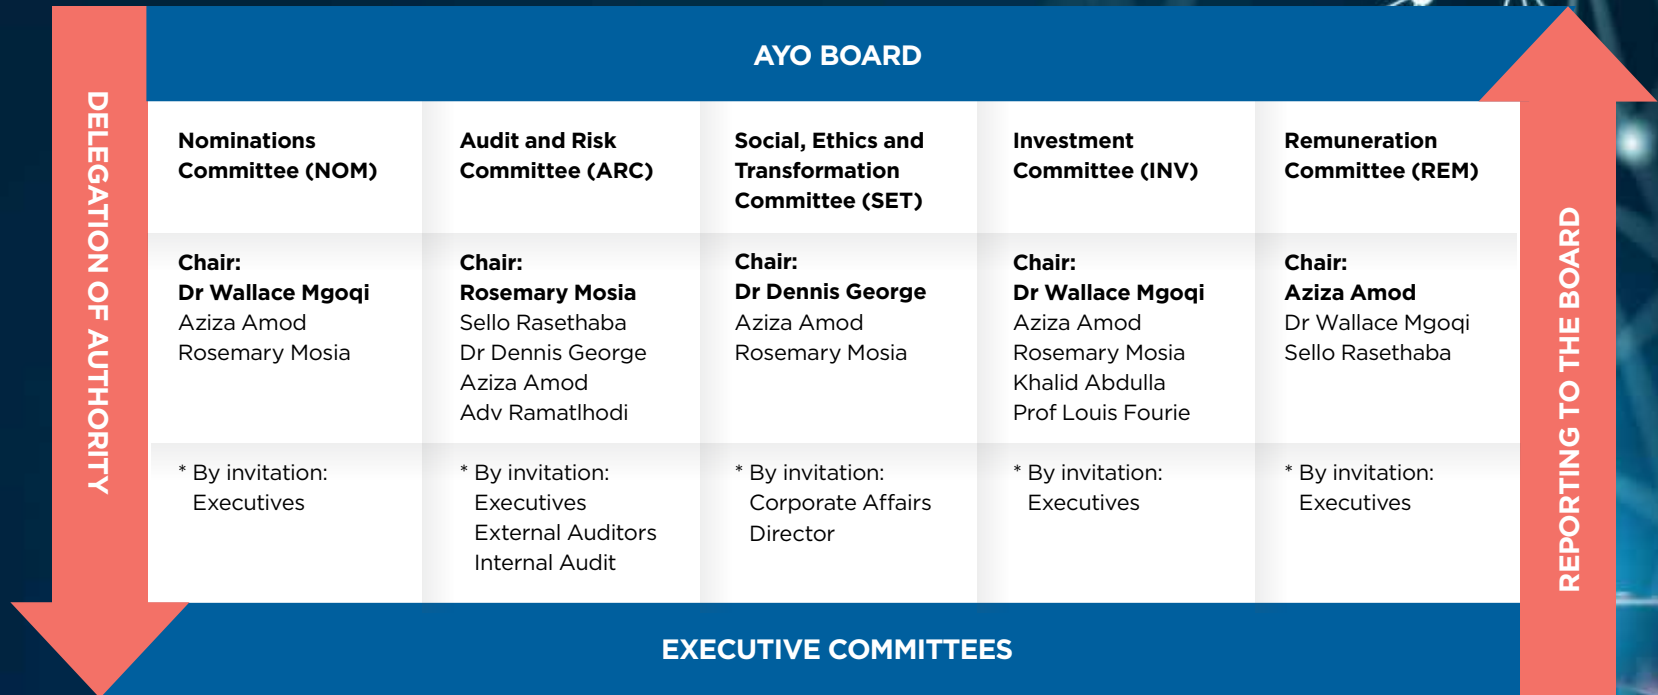 AYO BOARD
DELEGATION OF AUTHORITY
Nominations
Committee (NOM)
Chair:
Dr Wallace Mgoqi
Aziza Amod
Rosemary Mosia
* By invitation:
Executives
Audit and Risk
Committee (ARC)
Chair:
Rosemary Mosia
Sello Rasethaba
Dr Dennis George
Aziza Amod
Adv Ramatlhodi
* By invitation:
Executives
External Auditors
Internal Audit
Social, Ethics and
Transformation
Committee (SET)
Chair:
Dr Dennis George
Aziza Amod
Rosemary Mosia
* By invitation:
Corporate Affairs
Director
Investment
Committee (INV)
Chair:
Dr Wallace Mgoqi
Aziza Amod
Rosemary Mosia
Khalid Abdulla
Prof Louis Fourie
* By invitation:
Executives
Remuneration
Committee (REM)
Chair:
Aziza Amod
Dr Wallace Mgoqi
Sello Rasethaba
* By invitation:
Executives
REPORTING TO THE BOARD
EXECUTIVE COMMITTEES